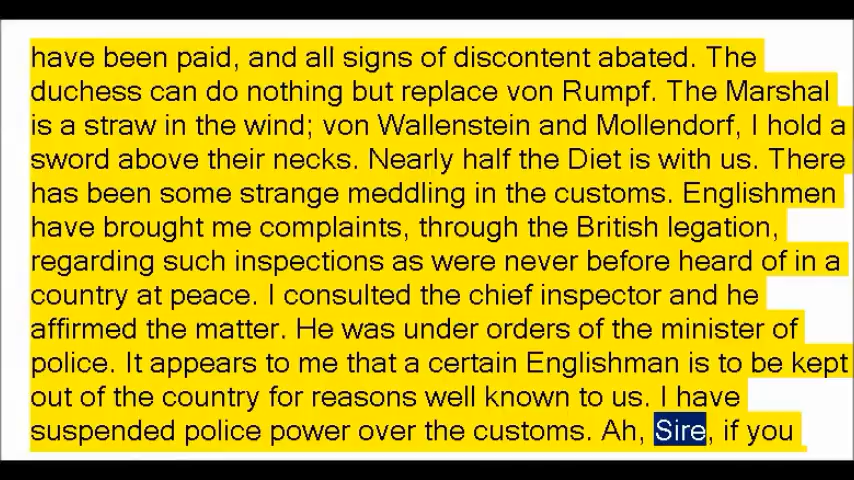 have been paid, and all signs of discontent abated. The
duchess can do nothing but replace von Rumpf. The Marshal
is a straw in the wind; von Wallenstein and Mollendorf, I hold a
sword above their necks. Nearly half the Diet is with us. There
has been some strange meddling in the customs. Englishmen
have brought me complaints, through the British legation,
regarding such inspections as were never before heard of in a
country at peace. I consulted the chief inspector and he
affirmed the matter. He was under orders of the minister of
police. It appears to me that a certain Englishman is to be kept
out of the country for reasons well known to us. I have
suspended police power over the customs. Ah, Sire, if you